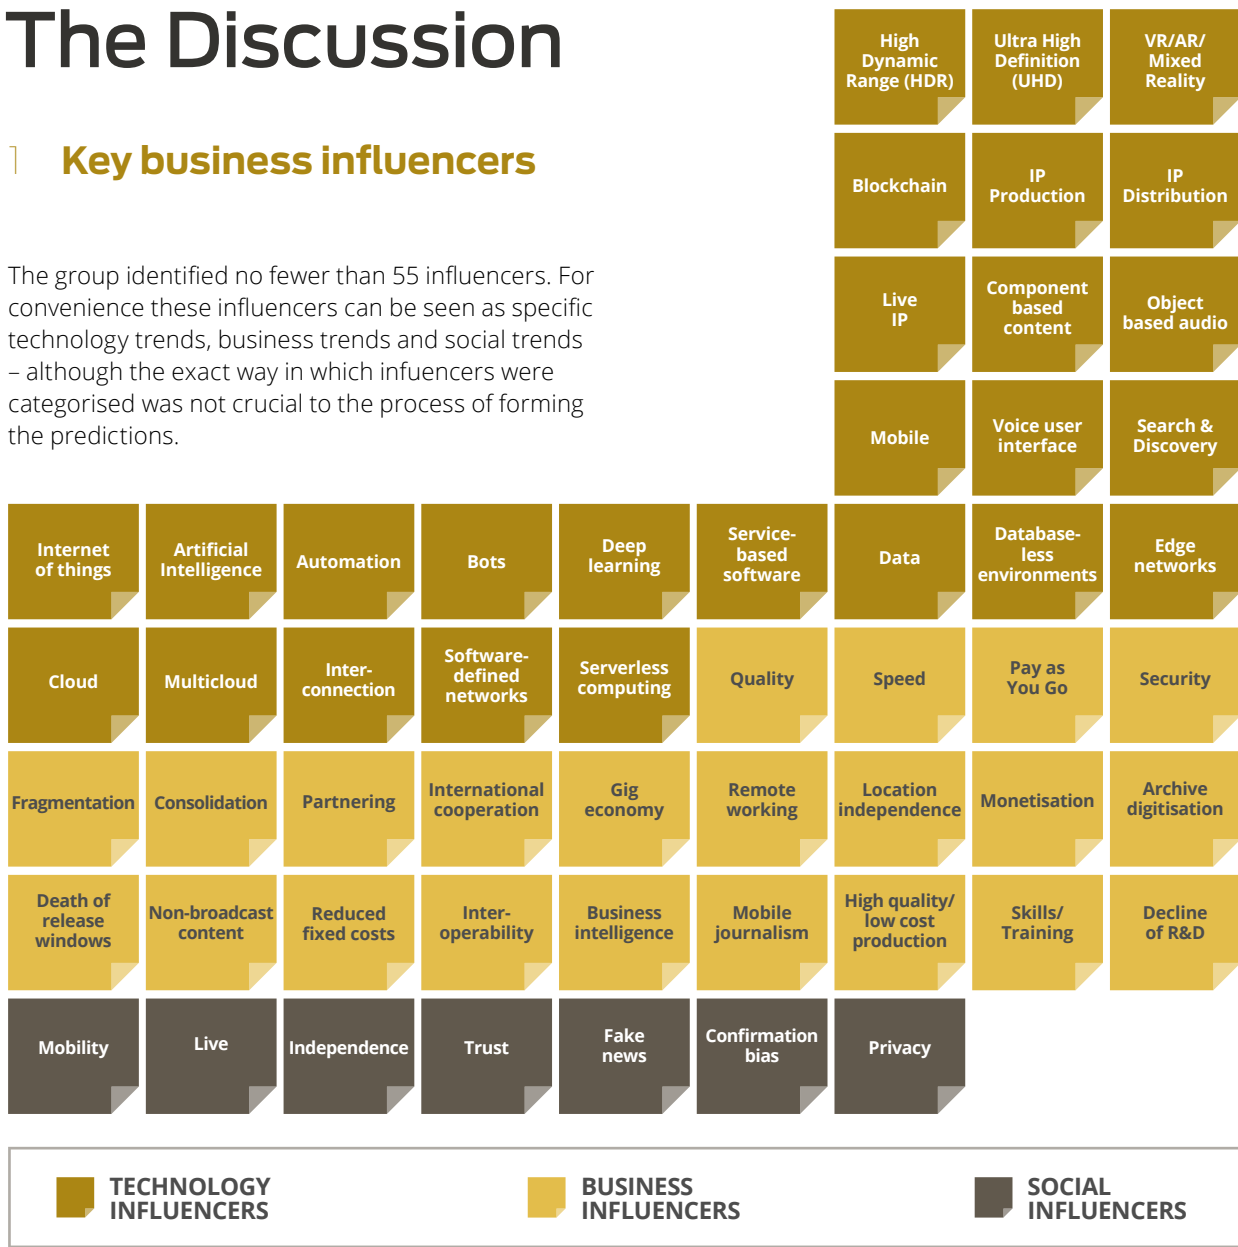 The Discussion
1 Key business influencers
The group identified no fewer than 55 influencers. For
convenience these influencers can be seen as specific
technology trends, business trends and social trends
– although the exact way in which infuencers were
categorised was not crucial to the process of forming
the predictions.
High
Dynamic
Range (HDR)
Ultra High
Definition
(UHD)
VR/AR/
Mixed
Reality
Blockchain
IP
Production
IP
Distribution
Live
IP
Component
based
content
Object
based audio
Mobile
Voice user
interface
Search &
Discovery
Internet
of things
Artificial
Intelligence
Automation
Bots
Deep
learning
Service-
based
software
Data
Database-
less
environments
Edge
networks
Cloud
Multicloud
Inter-
connection
Software-
defined
networks
Serverless
computing
Quality
Speed
Pay as
You Go
Security
Fragmentation
Consolidation
Partnering
International
cooperation
Gig
economy
Remote
working
Location
independence
Monetisation
Archive
digitisation
Death of
release
windows
Non-broadcast
content
Reduced
fixed costs
Inter-
operability
Business
intelligence
Mobile
journalism
High quality/
low cost
production
Skills/
Training
Decline
of R&D
Mobility
Live
Independence
Trust
Fake
news
Confirmation
bias
Privacy
TECHNOLOGY
INFLUENCERS
BUSINESS
INFLUENCERS
SOCIAL
INFLUENCERS